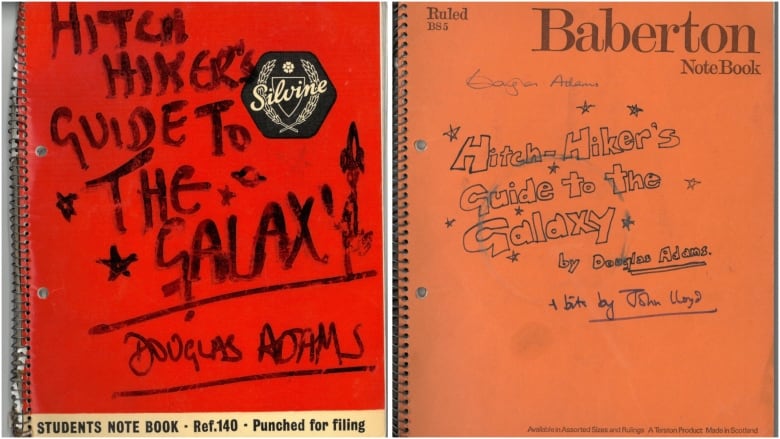 HITCH
HIKER'S
GUIDE TO
THE
GALAXY
DOUGLAS ADAMS
Silvine
STUDENTS NOTE BOOK · Ref.140 · Punched for filing
Ruled
BS5
Baberton
Note Book
Douglas Adams
Hitch-Hiker's
Guide to the
Galaxy
by Douglas Adams.
+ bits by John Lloyd
Available in Assorted Sizes and Rulings A Terston Product Made in Scotland